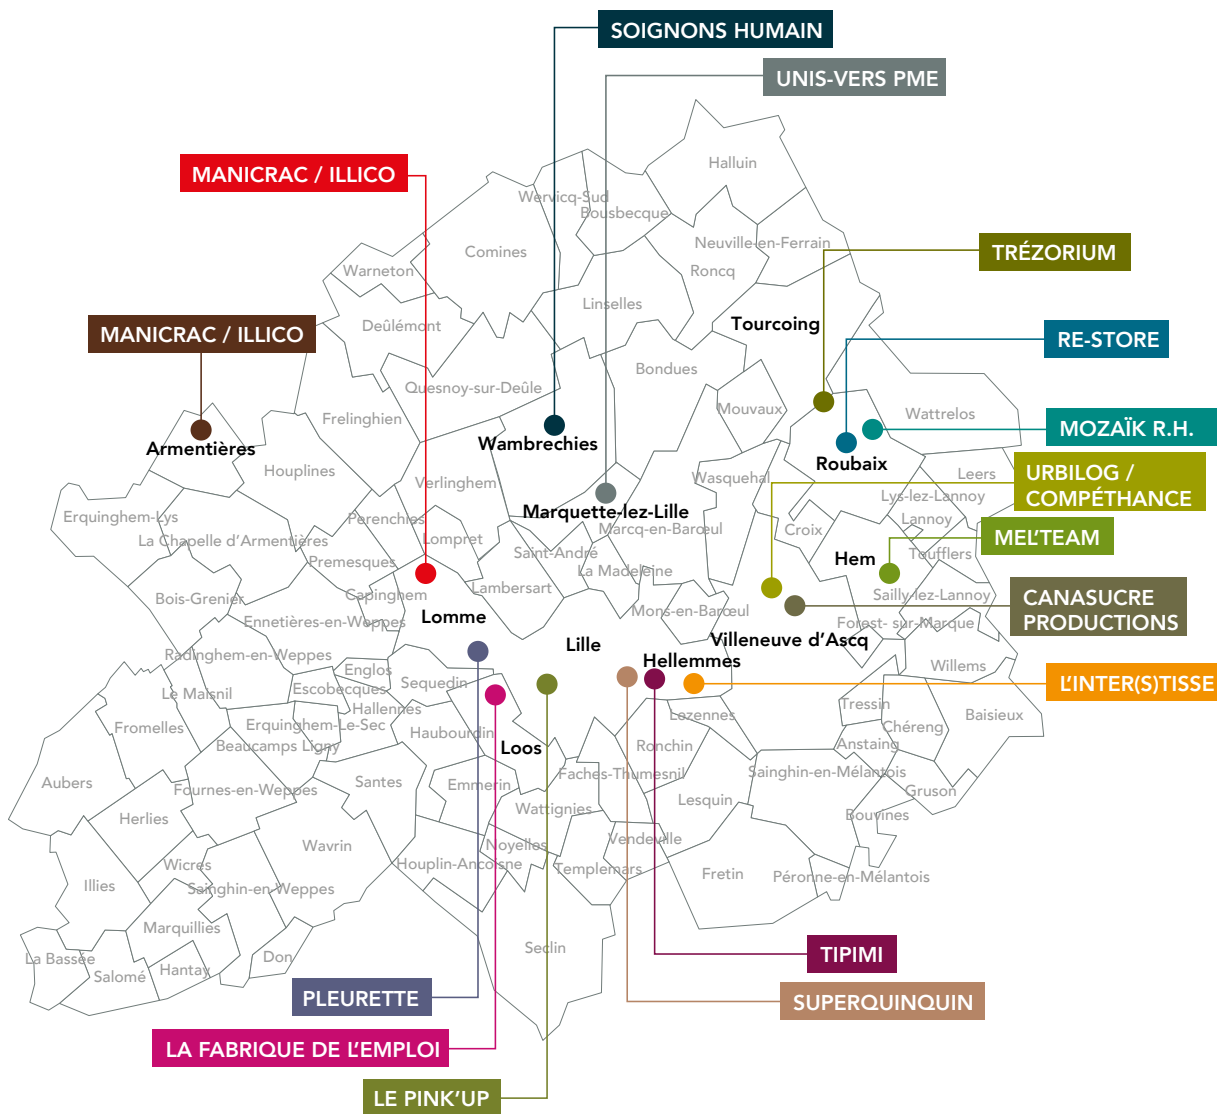 SOIGNONS HUMAIN
UNIS-VERS PME
MANICRAC / ILLICO
Halluin
Wervicq-Sud
Bousbecque
TRÉZORIUM
Neuville-en-Ferrain
Comines
Warneton
Roncq
Linselles
MANICRAC / ILLICO
Deûlémont
Tourcoing
RE-STORE
Bondues
Quesnoy-sur-Deûle
Mouvaux
Wattrelos
Frelinghien
MOZAÏK R.H.
Armentières
Wambrechies
Houplines
Roubaix
Wasquehal
Leers
URBILOG /
COMPÉTHANCE
Verlinghem
Lys-lez-Lannoy
Erquinghem-Lys
Perenchies
Marquette-lez-Lille
Lannoy
Marcq-en-Barœul
Croix
La Chapelle d’Armentières
Lompret
MEL’TEAM
Saint-André
Toufflers
Premesques
Hem
La Madeleine
Lambersart
Capinghem
Sailly-lez-Lannoy
Bois-Grenier
CANASUCRE
PRODUCTIONS
Mons-en-Barœul
Lomme
Ennetières-en-Weppes
Forest- sur-Marque
Villeneuve d’Ascq
Lille
Radinghem-en-Weppes
Hellemmes
Willems
Englos
Sequedin
L’INTER(S)TISSE
Escobecques
Le Maisnil
Tressin
Hallennes
Lezennes
Baisieux
Erquinghem-Le-Sec
Fromelles
Chéreng
Haubourdin
Beaucamps Ligny
Loos
Ronchin
Anstaing
Faches-Thumesnil
Sainghin-en-Mélantois
Aubers
Santes
Emmerin
Fournes-en-Weppes
Gruson
Lesquin
Wattignies
Bouvines
Herlies
Vendeville
Wavrin
Noyelles
Wicres
Houplin-Ancoisne
Templemars
Fretin
Péronne-en-Mélantois
Illies
Sainghin-en-Weppes
Marquillies
Seclin
TIPIMI
Don
La Bassée
Hantay
Salomé
PLEURETTE
SUPERQUINQUIN
LA FABRIQUE DE L’EMPLOI
LE PINK’UP